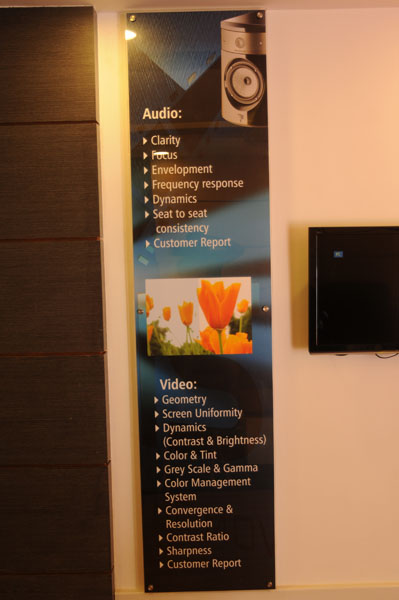 Audio:
Clarity
Focus
Envelopment
Frequency response
Dynamics
Seat to seat
consistency
Customer Report
Video:
Geometry
Screen Uniformity
Dynamics
(Contrast & Brightness)
Color & Tint
Grey Scale & Gamma
Color Management
System
Convergence &
Resolution
Contrast Ratio
Sharpness
Customer Report